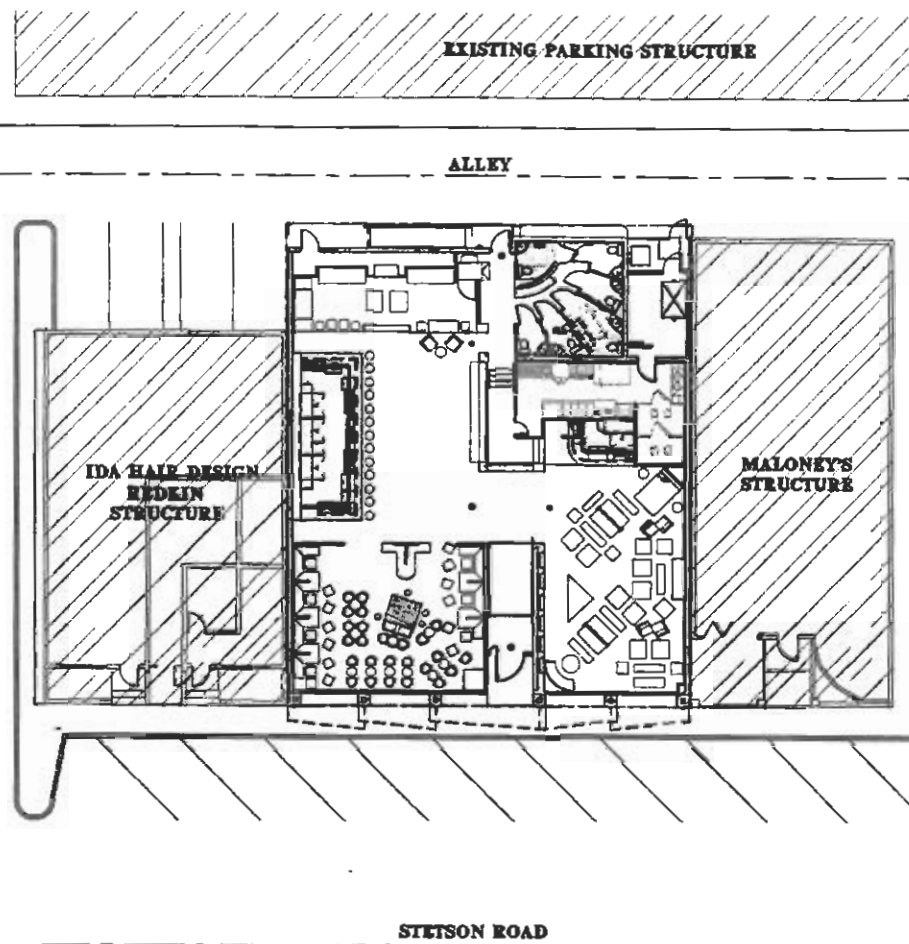 EXISTING PARKING STRUCTURE
ALLEY
IDA HAIR DESIGN
REDKIN
STRUCTURE
MALONEY'S
STRUCTURE
STETSON ROAD